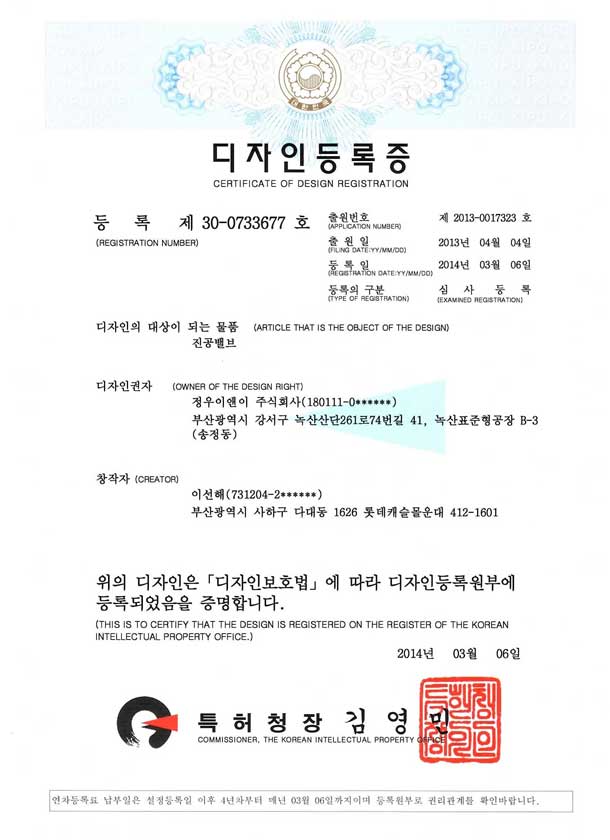 대한민국
디자인등록증
CERTIFICATE OF DESIGN REGISTRATION
등 록 제 30-0733677 호
(REGISTRATION NUMBER)
출원번호 제 2013-0017323 호
(APPLICATION NUMBER)
출 원 일 2013년 04월 04일
(FILING DATE:YY/MM/DD)
등 록 일 2014년 03월 06일
(REGISTRATION DATE:YY/MM/DD)
등록의 구분 심 사 등 록
(TYPE OF REGISTRATION) (EXAMINED REGISTRATION)
디자인의 대상이 되는 물품 (ARTICLE THAT IS THE OBJECT OF THE DESIGN)
진공밸브
디자인권자 (OWNER OF THE DESIGN RIGHT)
정우이앤이 주식회사(180111-0******)
부산광역시 강서구 녹산산단261로74번길 41, 녹산표준형공장 B-3
(송정동)
창작자 (CREATOR)
이선해(731204-2******)
부산광역시 사하구 다대동 1626 롯데캐슬몰운대 412-1601
위의 디자인은 「디자인보호법」에 따라 디자인등록원부에
등록되었음을 증명합니다.
(THIS IS TO CERTIFY THAT THE DESIGN IS REGISTERED ON THE REGISTER OF THE KOREAN
INTELLECTUAL PROPERTY OFFICE.)
2014년 03월 06일
특허청장 김영민
COMMISSIONER, THE KOREAN INTELLECTUAL PROPERTY OFFICE
연차등록료 납부일은 설정등록일 이후 4년차부터 매년 03월 06일까지이며 등록원부로 권리관계를 확인바랍니다.